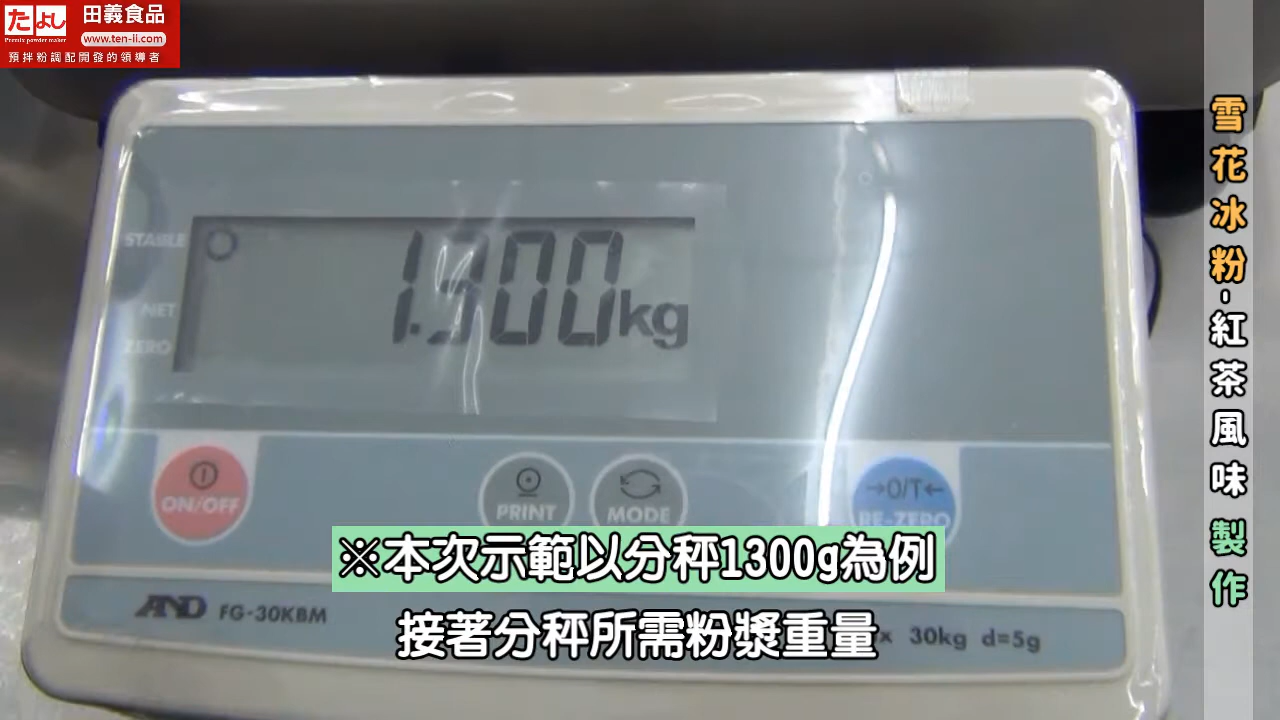 たよし
Premix powder maker
田義食品
www.ten-ii.com
預拌粉調配開發的領導者
雪花冰粉-紅茶風味 製作
STABLE
NET
ZERO
1.300kg
ON/OFF
PRINT
MODE
→0/T←
RE-ZERO
※本次示範以分秤1300g為例
AND FG-30KBM
30kg d=5g
接著分秤所需粉漿重量